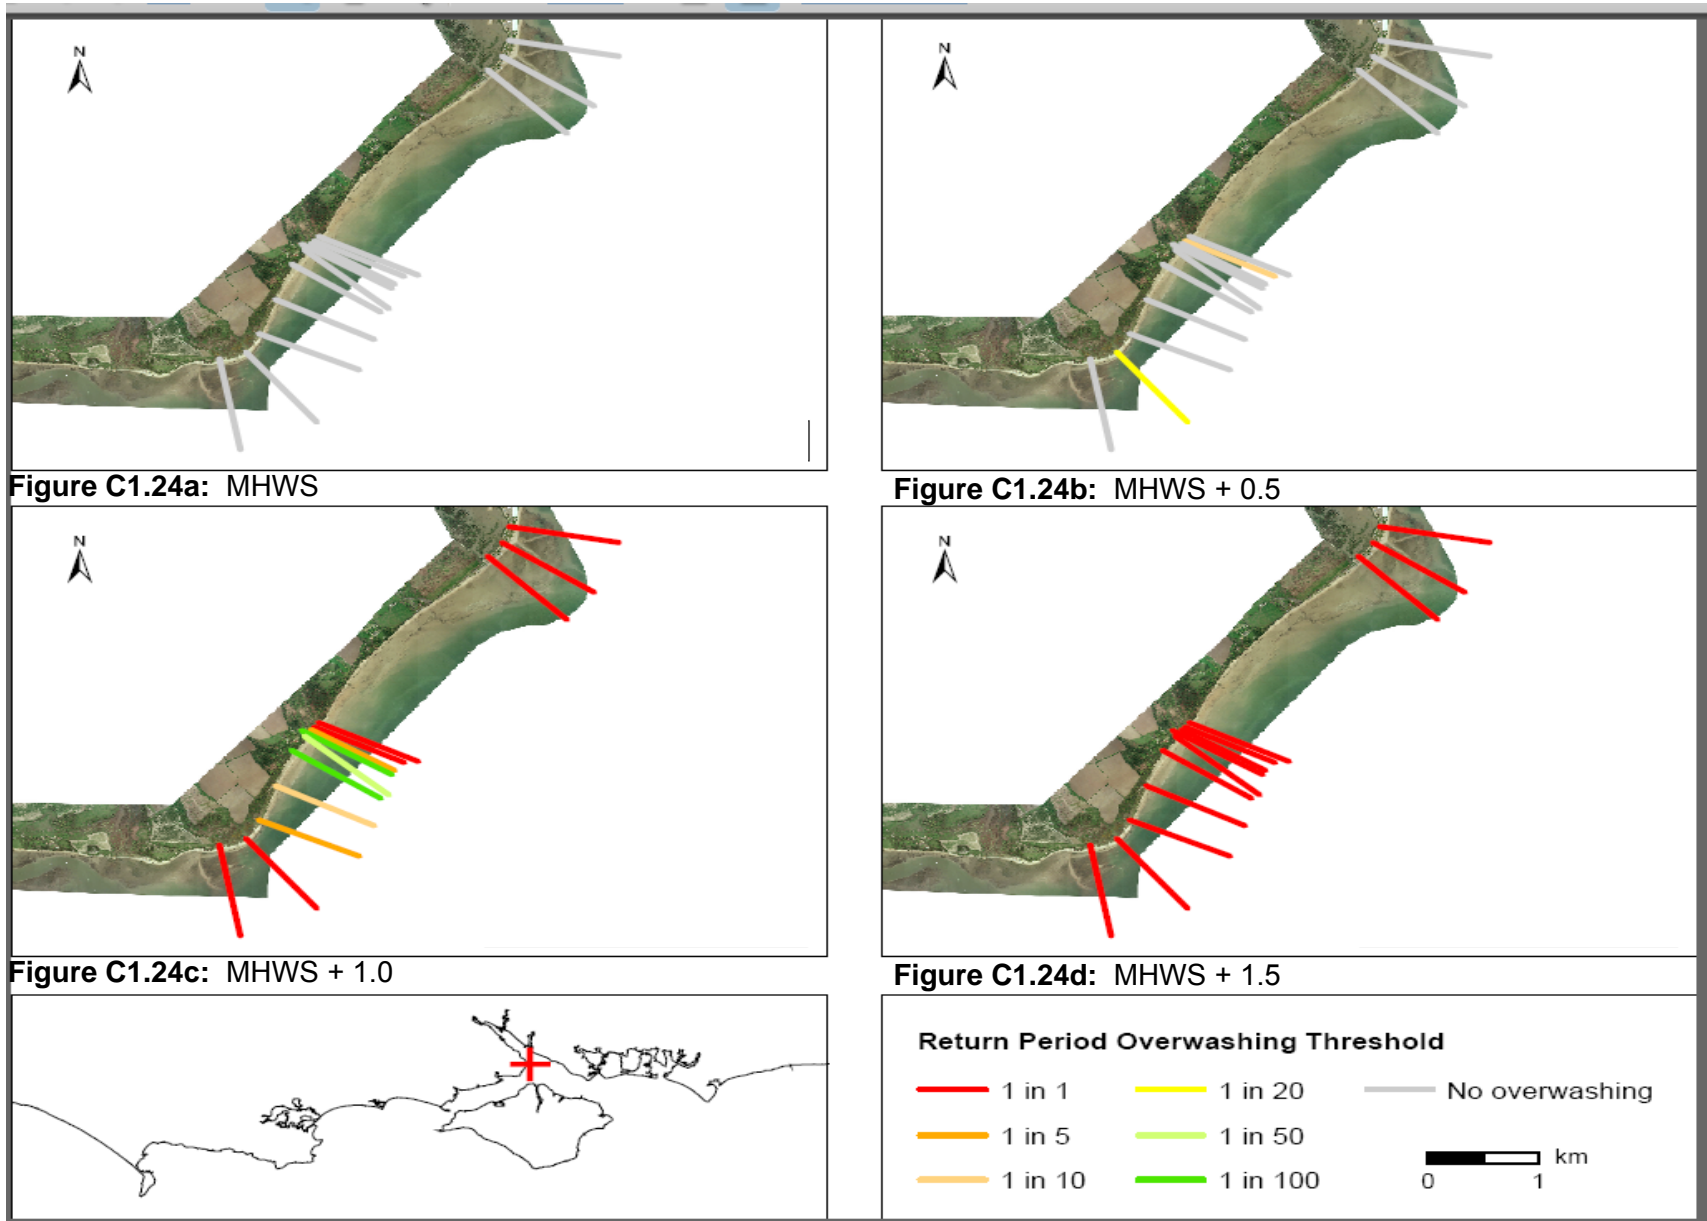 N
N
Figure C1.24a: MHWS
Figure C1.24b: MHWS + 0.5
N
N
Figure C1.24c: MHWS + 1.0
Figure C1.24d: MHWS + 1.5
Return Period Overwashing Threshold
1 in 1 1 in 20 No overwashing
1 in 5 1 in 50
km
1 in 10 1 in 100 0 1